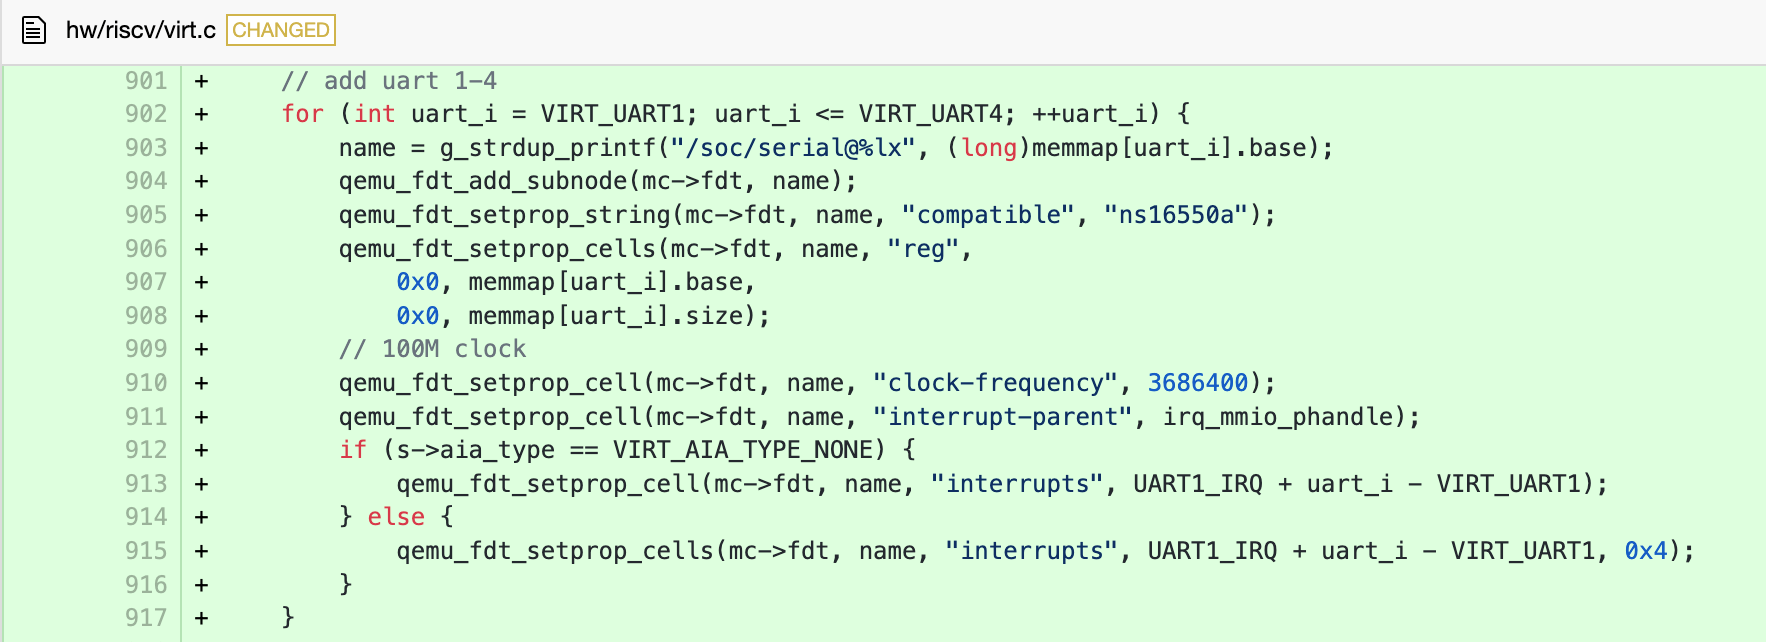 hw/riscv/virt.c CHANGED
901 + // add uart 1-4
902 + for (int uart_i = VIRT_UART1; uart_i <= VIRT_UART4; ++uart_i) {
903 + name = g_strdup_printf("/soc/serial@%lx", (long)memmap[uart_i].base);
904 + qemu_fdt_add_subnode(mc->fdt, name);
905 + qemu_fdt_setprop_string(mc->fdt, name, "compatible", "ns16550a");
906 + qemu_fdt_setprop_cells(mc->fdt, name, "reg",
907 + 0x0, memmap[uart_i].base,
908 + 0x0, memmap[uart_i].size);
909 + // 100M clock
910 + qemu_fdt_setprop_cell(mc->fdt, name, "clock-frequency", 3686400);
911 + qemu_fdt_setprop_cell(mc->fdt, name, "interrupt-parent", irq_mmio_phandle);
912 + if (s->aia_type == VIRT_AIA_TYPE_NONE) {
913 + qemu_fdt_setprop_cell(mc->fdt, name, "interrupts", UART1_IRQ + uart_i - VIRT_UART1);
914 + } else {
915 + qemu_fdt_setprop_cells(mc->fdt, name, "interrupts", UART1_IRQ + uart_i - VIRT_UART1, 0x4);
916 + }
917 + }